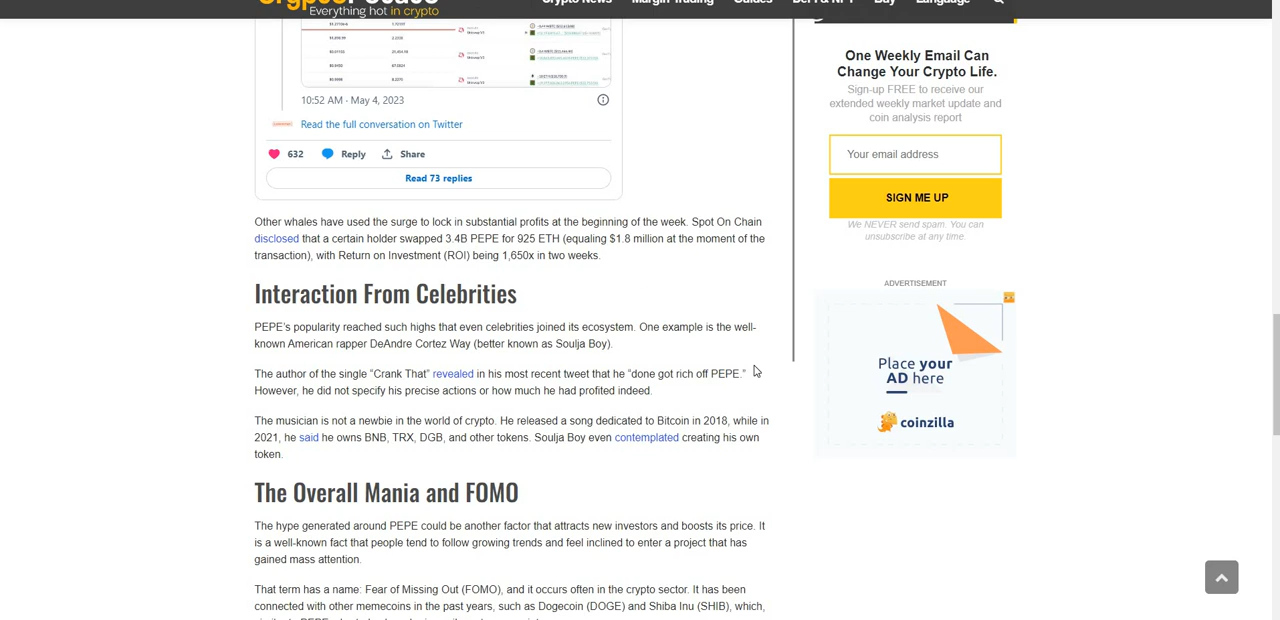 Everything hot in crypto
Crypto News Margin Trading Guides DeFi & NFT Buy Language
10:52 AM · May 4, 2023
Read the full conversation on Twitter
632 Reply Share
Read 73 replies
Other whales have used the surge to lock in substantial profits at the beginning of the week. Spot On Chain
disclosed that a certain holder swapped 3.4B PEPE for 925 ETH (equaling $1.8 million at the moment of the
transaction), with Return on Investment (ROI) being 1,650x in two weeks.
Interaction From Celebrities
PEPE’s popularity reached such highs that even celebrities joined its ecosystem. One example is the well-
known American rapper DeAndre Cortez Way (better known as Soulja Boy).
The author of the single “Crank That” revealed in his most recent tweet that he “done got rich off PEPE.”
However, he did not specify his precise actions or how much he had profited indeed.
The musician is not a newbie in the world of crypto. He released a song dedicated to Bitcoin in 2018, while in
2021, he said he owns BNB, TRX, DGB, and other tokens. Soulja Boy even contemplated creating his own
token.
The Overall Mania and FOMO
The hype generated around PEPE could be another factor that attracts new investors and boosts its price. It
is a well-known fact that people tend to follow growing trends and feel inclined to enter a project that has
gained mass attention.
That term has a name: Fear of Missing Out (FOMO), and it occurs often in the crypto sector. It has been
connected with other memecoins in the past years, such as Dogecoin (DOGE) and Shiba Inu (SHIB), which,
One Weekly Email Can
Change Your Crypto Life.
Sign-up FREE to receive our
extended weekly market update and
coin analysis report
Your email address
SIGN ME UP
We NEVER send spam. You can
unsubscribe at any time.
ADVERTISEMENT
Place your
AD here
coinzilla